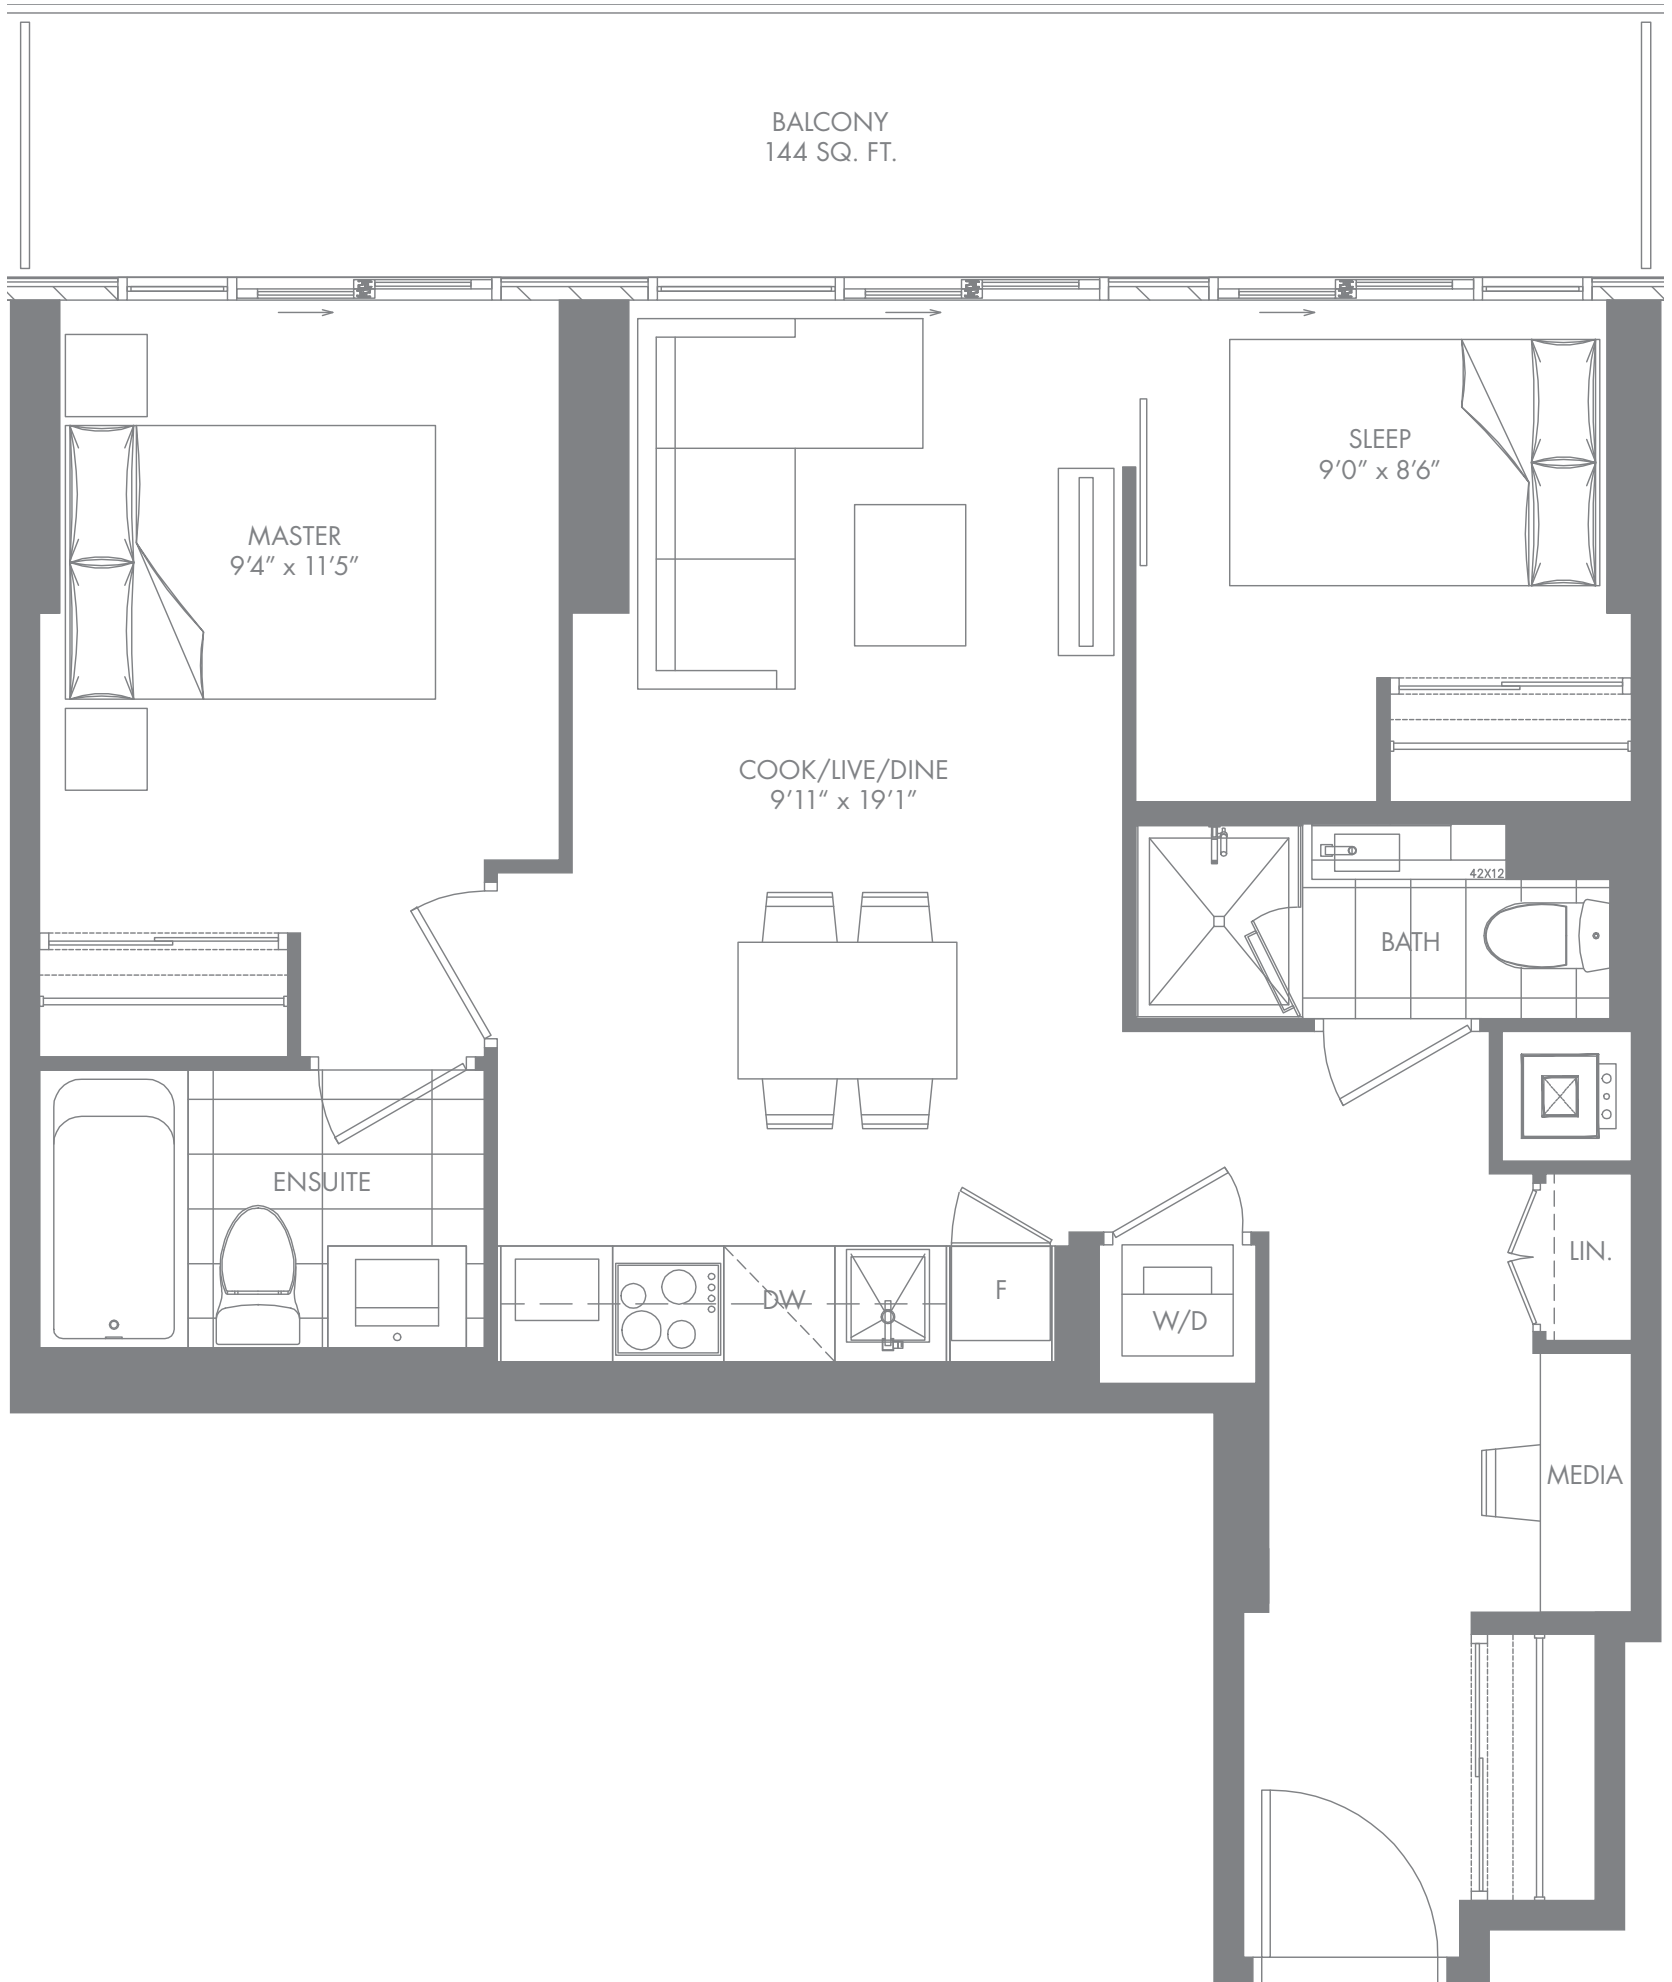 BALCONY
144 SQ. FT.
SLEEP
9'0" x 8'6"
MASTER
9'4" x 11'5"
COOK/LIVE/DINE
9'11" x 19'1"
42X12
BATH
ENSUITE
LIN.
DW
F
W/D
MEDIA